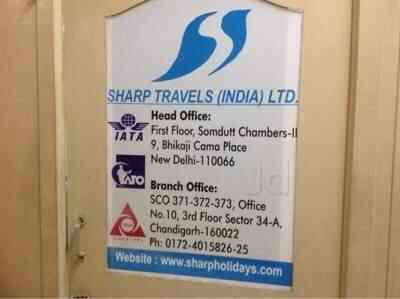 SHARP TRAVELS (INDIA) LTD.
IATA
Head Office:
First Floor, Somdutt Chambers-II
9, Bhikaji Cama Place
New Delhi-110066
Branch Office:
SCO 371-372-373, Office
No.10, 3rd Floor Sector 34-A,
Chandigarh-160022
Ph: 0172-4015826-25
Website : www.sharpholidays.com